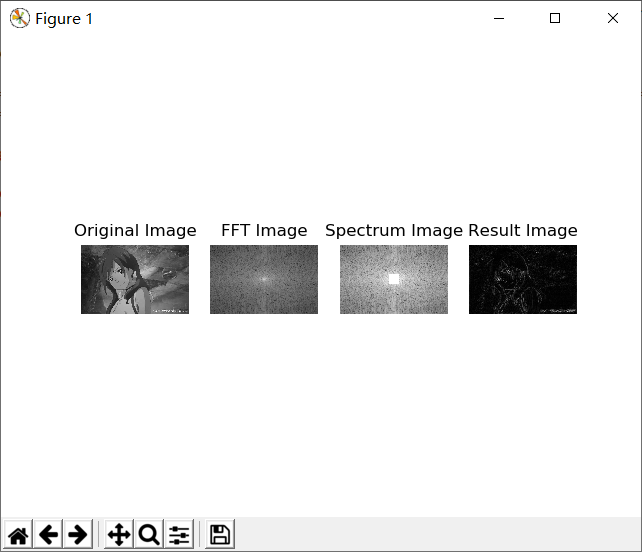 Figure 1
Original Image
FFT Image
Spectrum Image
Result Image